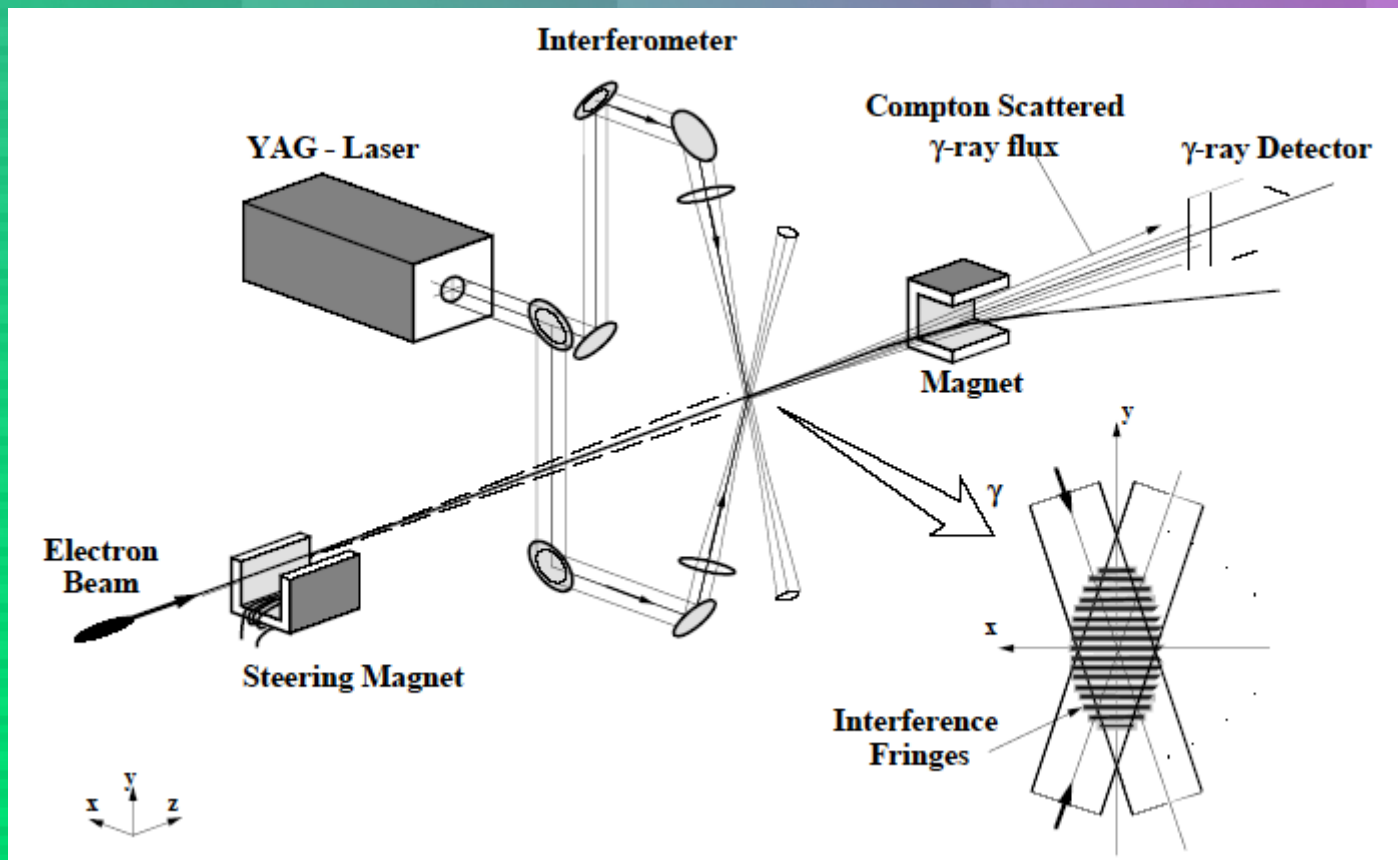 Interferometer
Compton Scattered
γ-ray flux
YAG - Laser
γ-ray Detector
Magnet
y
γ
Electron
Beam
x
Steering Magnet
Interference
Fringes
y
x
z